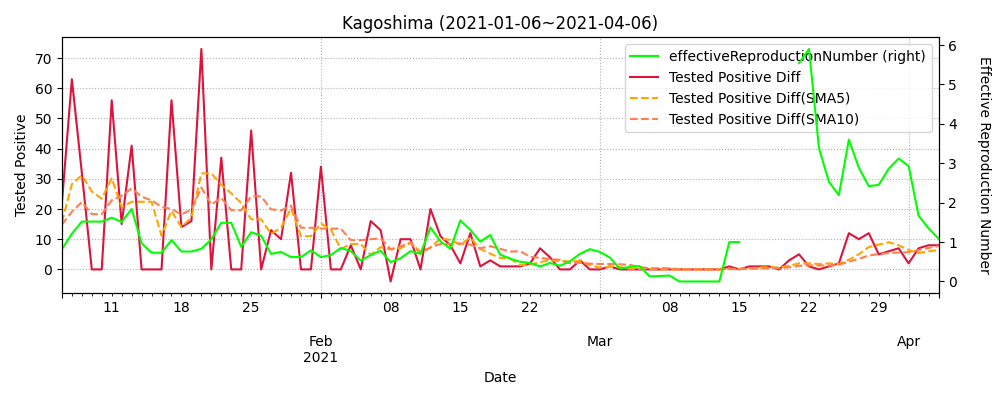 Kagoshima (2021-01-06~2021-04-06)
effectiveReproductionNumber (right)
Tested Positive Diff
Tested Positive Diff(SMA5)
Tested Positive Diff(SMA10)
Tested Positive
70
60
50
40
30
20
10
0
6
5
4
3
2
1
0
Effective Reproduction Number
11 18 25 08 15 22 08 15 22 29
Feb Mar Apr
2021
Date